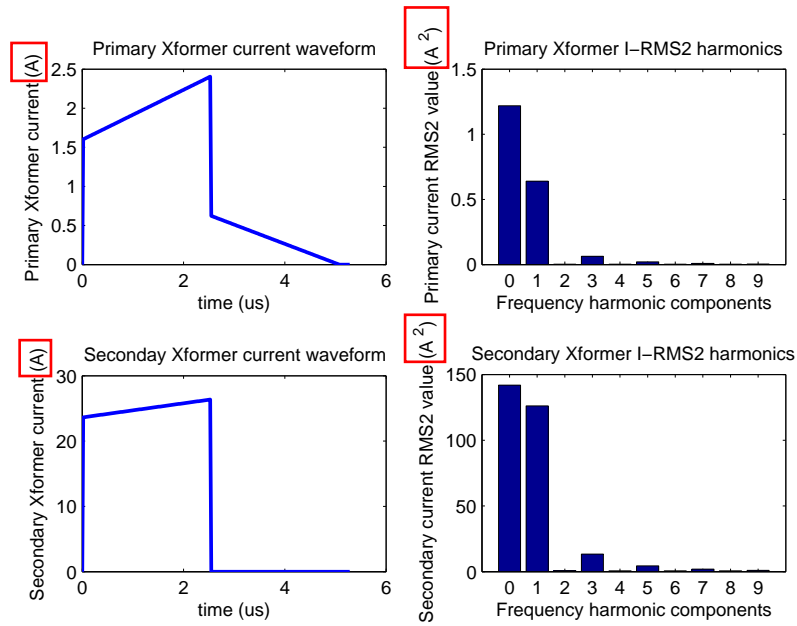 Primary Xformer current waveform
Primary Xformer current (A)
2.5
2
1.5
1
0.5
0
0 2 4 6
time (us)
Primary Xformer I−RMS2 harmonics
Primary current RMS2 value (A ²)
1.5
1
0.5
0
0 1 2 3 4 5 6 7 8 9
Frequency harmonic components
Seconday Xformer current waveform
Secondary Xformer current (A)
30
20
10
0
0 2 4 6
time (us)
Secondary Xformer I−RMS2 harmonics
Secondary current RMS2 value (A ²)
150
100
50
0
0 1 2 3 4 5 6 7 8 9
Frequency harmonic components